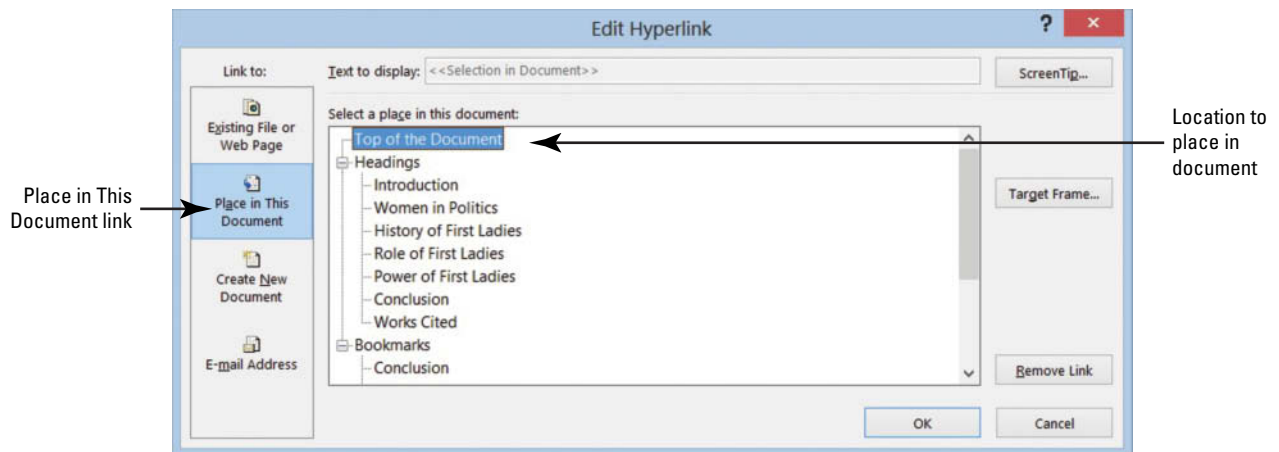 Edit Hyperlink
?
×
Link to:
Text to display:
<<Selection in Document>>
ScreenTip...
Existing File or
Web Page
Place in This
Document
Create New
Document
E-mail Address
Select a place in this document:
Top of the Document
Headings
Introduction
Women in Politics
History of First Ladies
Role of First Ladies
Power of First Ladies
Conclusion
Works Cited
Bookmarks
Conclusion
Target Frame...
Remove Link
OK
Cancel
Place in This
Document link
Location to
place in
document